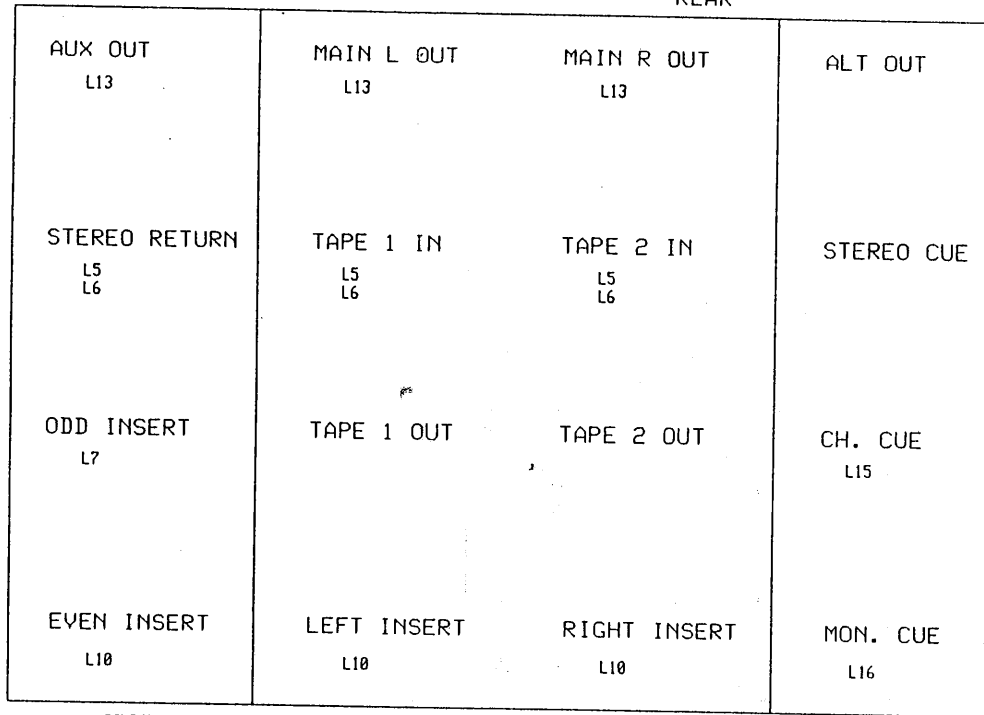 REAR
AUX OUT MAIN L OUT MAIN R OUT ALT OUT
L13 L13 L13
STEREO RETURN TAPE 1 IN TAPE 2 IN STEREO CUE
L5 L5 L5
L6 L6 L6
ODD INSERT TAPE 1 OUT TAPE 2 OUT CH. CUE
L7 L15
EVEN INSERT LEFT INSERT RIGHT INSERT MON. CUE
L10 L10 L10 L16